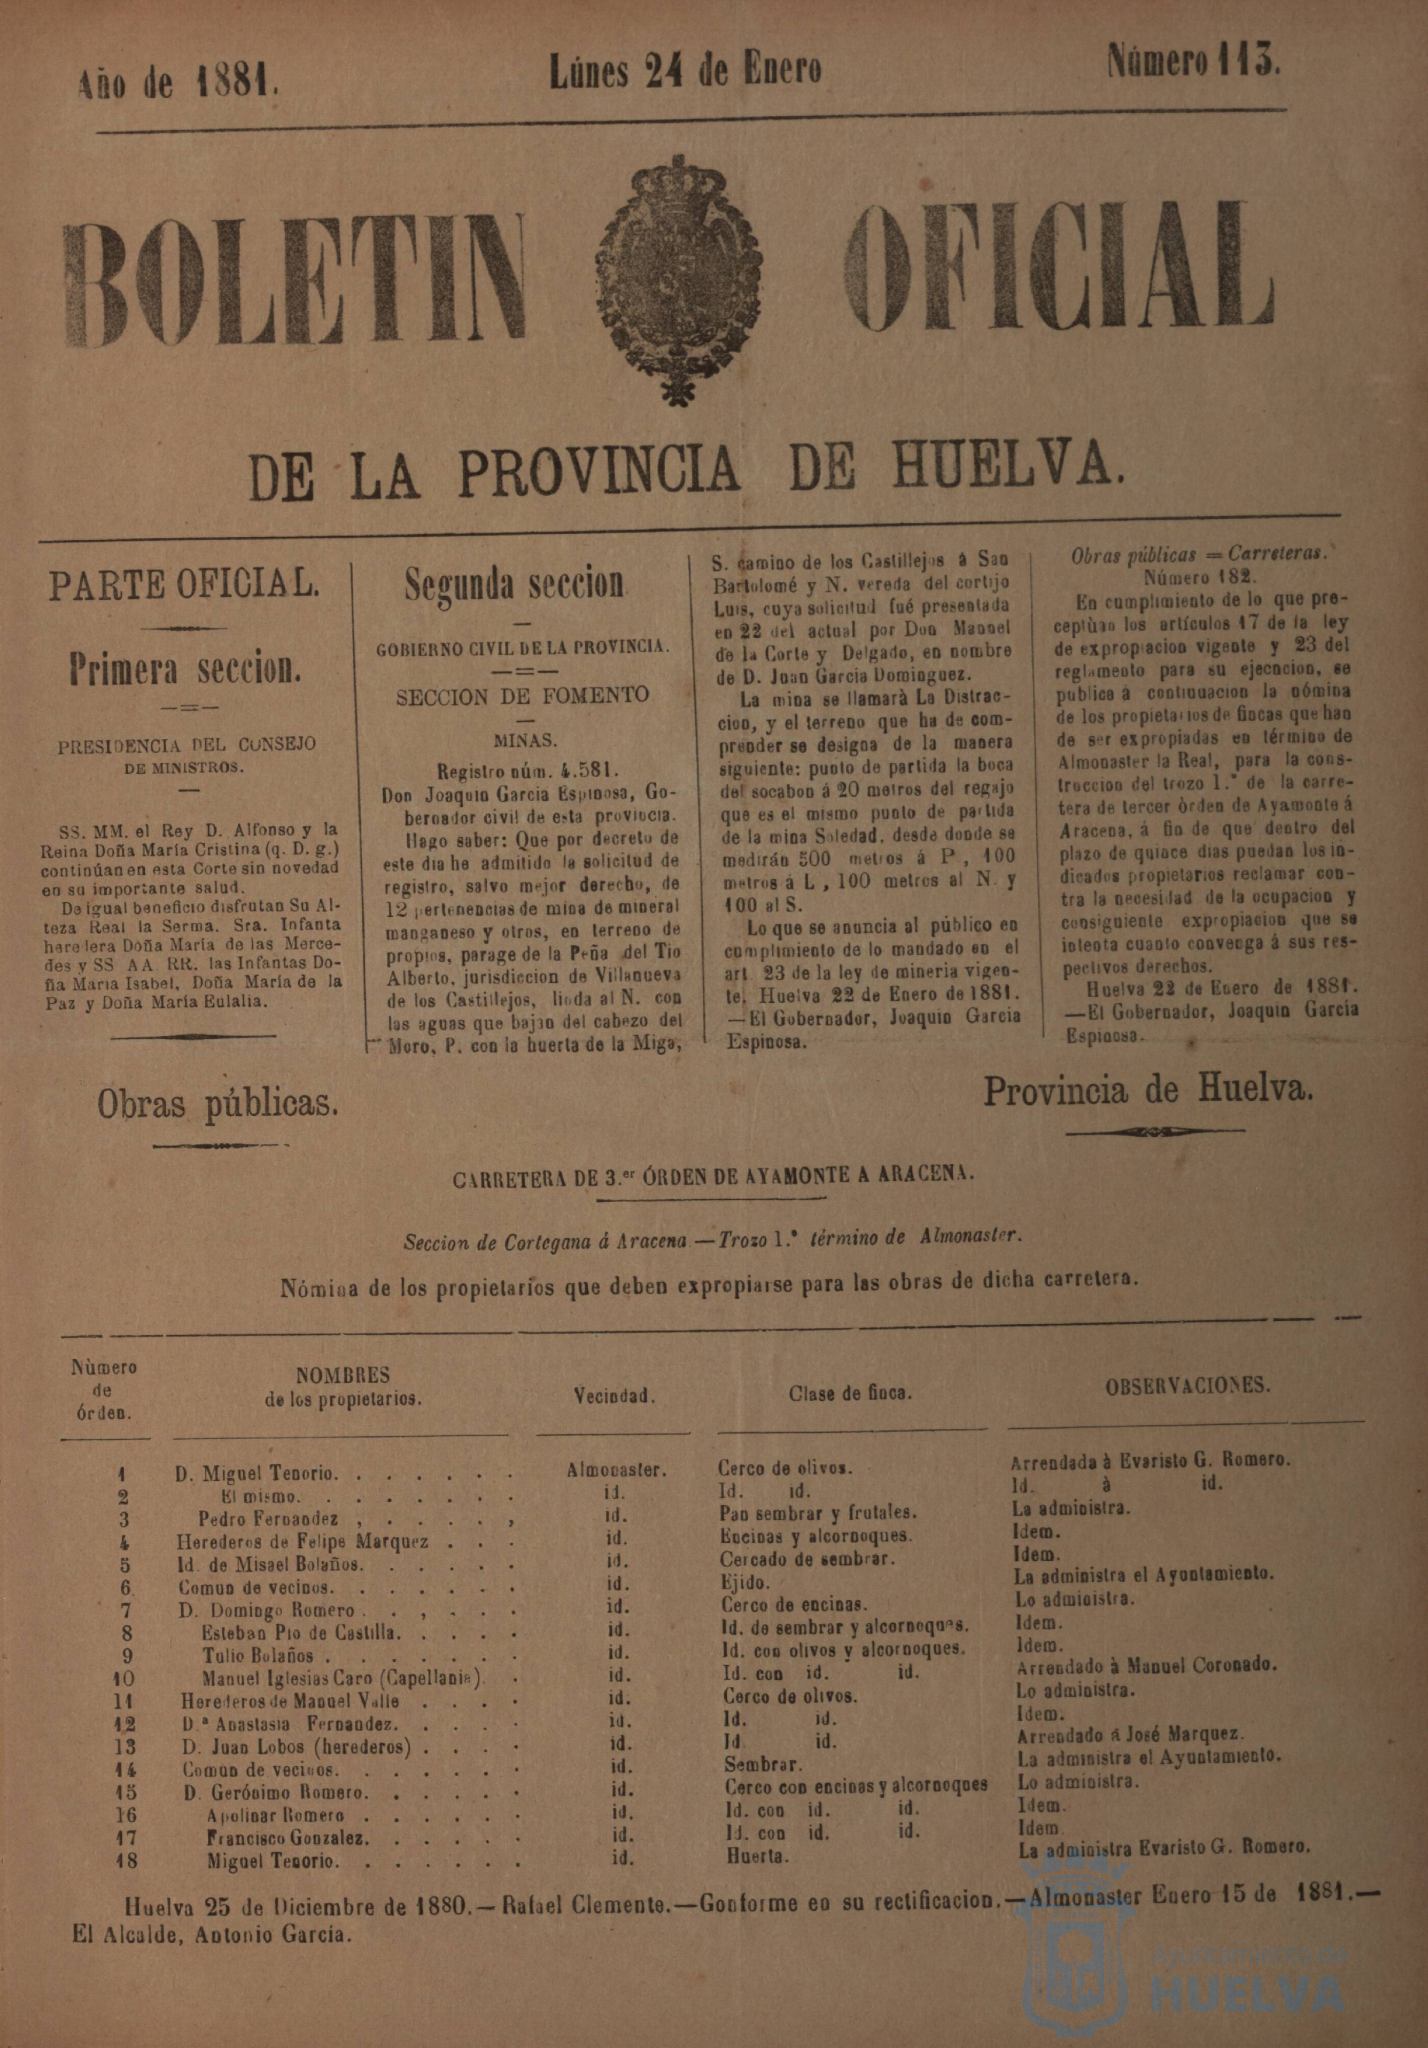 Año de 1881.
Lúnes 24 de Enero
Número 113.
BOLETIN OFICIAL
DE LA PROVINCIA DE HUELVA.
PARTE OFICIAL.
Primera seccion.
PRESIDENCIA DEL CONSEJO
DE MINISTROS.
SS. MM. el Rey D. Alfonso y la
Reina Doña María Cristina (q. D. g.)
continúan en esta Corte sin novedad
en su importante salud.
De igual beneficio disfrutan Su Al-
teza Real la Serma. Sra. Infanta
heredera Doña María de las Merce-
des y SS AA. RR. las Infantas Do-
ña María Isabel, Doña María de la
Paz y Doña María Eulalia.
Segunda seccion
GOBIERNO CIVIL DE LA PROVINCIA.
SECCION DE FOMENTO
MINAS.
Registro núm. 4.581.
Don Joaquin Garcia Espinosa, Go-
bernador civil de esta provincia.
Hago saber: Que por decreto de
este dia he admitido la solicitud de
registro, salvo mejor derecho, de
12 pertenencias de mina de mineral
manganeso y otros, en terreno de
propios, parage de la Peña del Tio
Alberto, jurisdiccion de Villanueva
de los Castillejos, linda al N. con
las aguas que bajan del cabezo del
Moro, P. con la huerta de la Miga,
S. camino de los Castillejos á San
Bartolomé y N. vereda del cortijo
Luis, cuya solicitud fué presentada
en 22 del actual por Don Manuel
de la Corte y Delgado, en nombre
de D. Juan Garcia Dominguez.
La mina se llamarà La Distrac-
cion, y el terreno que ha de com-
prender se designa de la manera
siguiente: punto de partida la boca
del socabon á 20 metros del regajo
que es el mismo punto de partida
de la mina Soledad, desde donde se
medirán 500 metros á P, 100
metros á L, 100 metros al N. y
100 al S.
Lo que se anuncia al público en
cumplimiento de lo mandado en el
art. 23 de la ley de mineria vigen-
te. Huelva 22 de Enero de 1881.
—El Gobernador, Joaquin Garcia
Espinosa.
Obras públicas = Carreteras.
Número 182.
En cumplimiento de lo que pre-
ceptùan los artículos 17 de la ley
de expropiacion vigente y 23 del
reglamento para su ejecucion, se
publica á continuacion la nómina
de los propietarios de fincas que han
de ser expropiadas en término de
Almonaster la Real, para la cons-
truccion del trozo 1.º de la carre-
tera de tercer òrden de Ayamonte á
Aracena, á fin de que dentro del
plazo de quince dias puedan los in-
dicados propietarios reclamar con-
tra la necesidad de la ocupacion y
consiguiente expropiacion que se
intenta cuanto convenga á sus res-
pectivos derechos.
Huelva 22 de Enero de 1881.
—El Gobernador, Joaquin García
Espinosa.
Obras públicas.
Provincia de Huelva.
CARRETERA DE 3.er ÓRDEN DE AYAMONTE A ARACENA.
Seccion de Cortegana á Aracena.—Trozo 1.º término de Almonaster.
Nómina de los propietarios que deben expropiarse para las obras de dicha carretera.
Nùmero de órden. NOMBRES de los propietarios. Vecindad. Clase de finca. OBSERVACIONES.
1 D. Miguel Tenorio. . . . . . . Almonaster. Cerco de olivos. Arrendada à Evaristo G. Romero.
2 El mismo. . . . . . . id. Id. id. Id. à id.
3 Pedro Fernandez , . . . . , id. Pan sembrar y frutales. La administra.
4 Herederos de Felipe Marquez . . . id. Encinas y alcornoques. Idem.
5 Id. de Misael Bolaños. . . . . . id. Cercado de sembrar. Idem.
6 Comun de vecinos. . . . . . . id. Ejido. La administra el Ayuntamiento.
7 D. Domingo Romero . . , . . . id. Cerco de encinas. Lo administra.
8 Esteban Pio de Castilla. . . . . id. Id. de sembrar y alcornoques. Idem.
9 Tulio Bolaños . . . . . . . id. Id. con olivos y alcornoques. Idem.
10 Manuel Iglesias Caro (Capellania). . id. Id. con id. id. Arrendado à Manuel Coronado.
11 Herederos de Manuel Valle . . . . id. Cerco de olivos. Lo administra.
12 D.ª Anastasia Fernandez. . . . . id. Id. id. Idem.
13 D. Juan Lobos (herederos) . . . . id. Id. id. Arrendado á José Marquez.
14 Comun de vecinos. . . . . . . id. Sembrar. La administra el Ayuntamiento.
15 D. Gerónimo Romero. . . . . . id. Cerco con encinas y alcornoques Lo administra.
16 Apolinar Romero . . . . . . id. Id. con id. id. Idem.
17 Francisco Gonzalez. . . . . . id. Id. con id. id. Idem
18 Miguel Tenorio. . . . . . . id. Huerta. La administra Evaristo G. Romero.
Huelva 25 de Diciembre de 1880.—Rafael Clemente.—Conforme en su rectificacion.—Almonaster Enero 15 de 1881.—
El Alcalde, Antonio García.
Ayuntamiento de
HUELVA